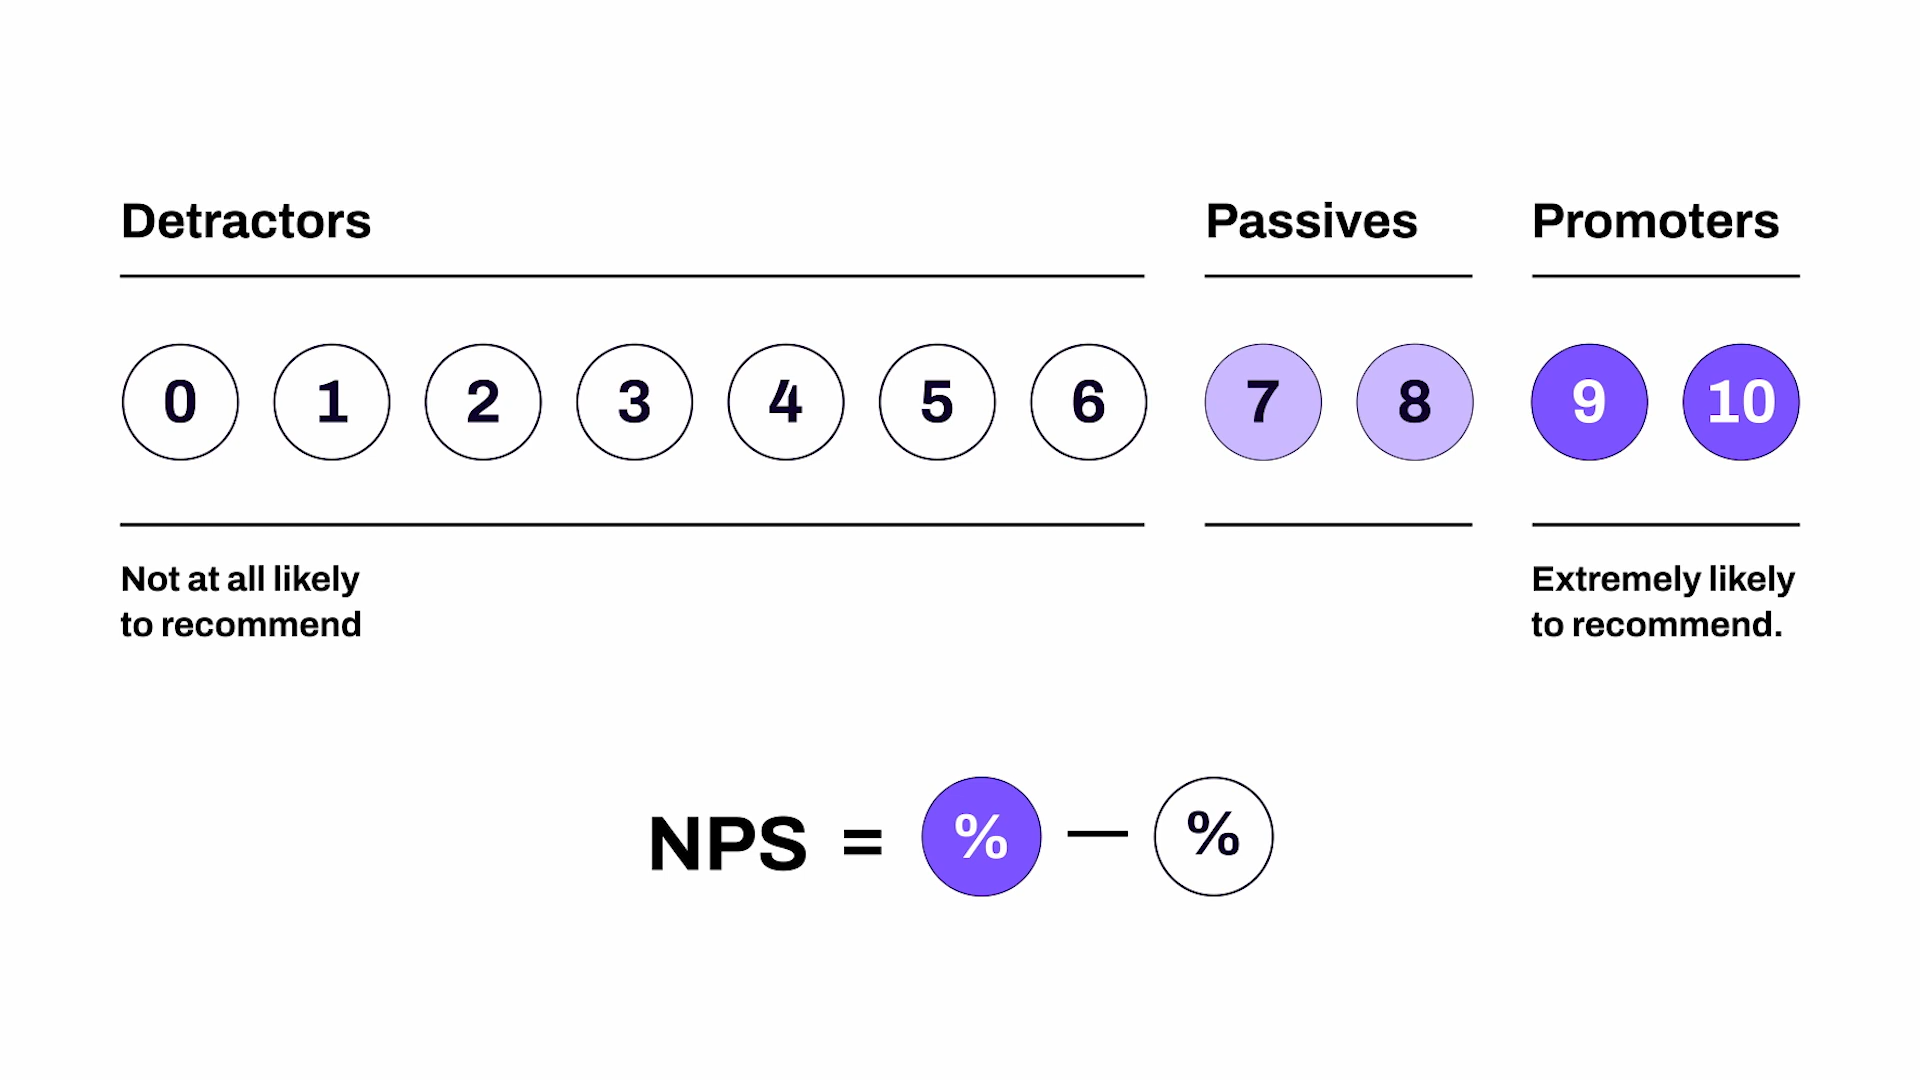 Detractors
Passives
Promoters
0 1 2 3 4 5 6 7 8 9 10
Not at all likely
to recommend
Extremely likely
to recommend.
NPS = % — %